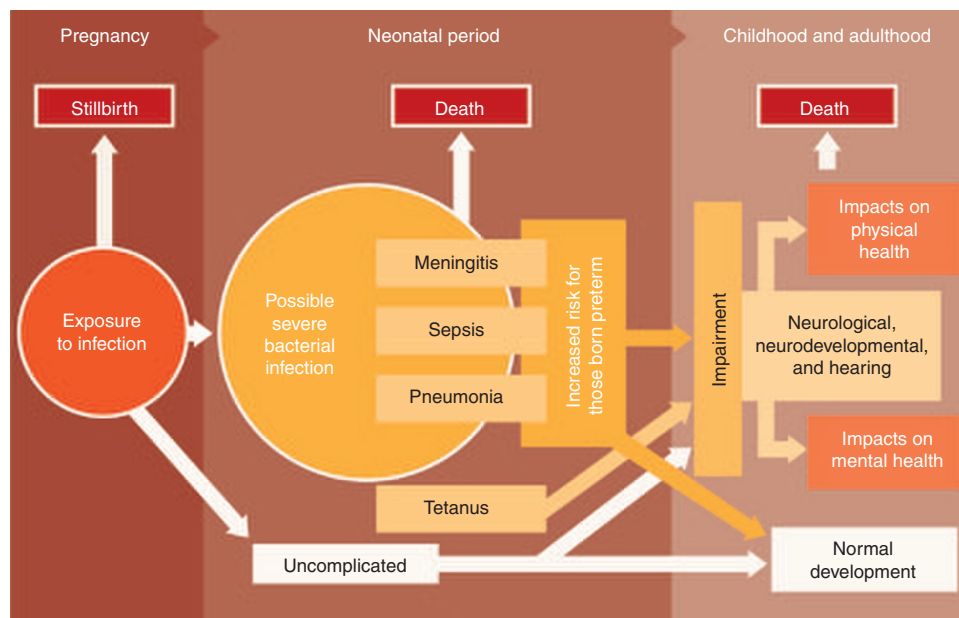 Pregnancy
Neonatal period
Childhood and adulthood
Stillbirth
Death
Death
Exposure
to infection
Possible
severe
bacterial
infection
Meningitis
Sepsis
Pneumonia
Tetanus
Increased risk for
those born preterm
Impairment
Impacts on
physical
health
Neurological,
neurodevelopmental,
and hearing
Impacts on
mental health
Uncomplicated
Normal
development